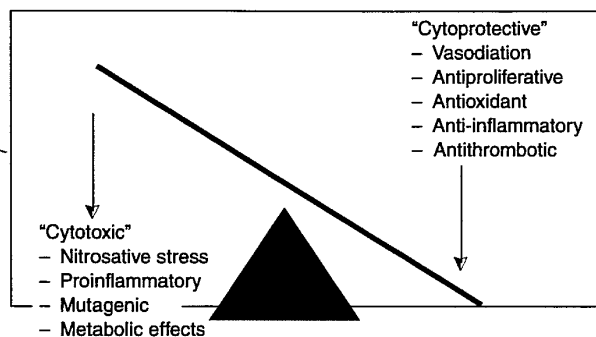 "Cytoprotective"
– Vasodiation
– Antiproliferative
– Antioxidant
– Anti-inflammatory
– Antithrombotic
"Cytotoxic"
– Nitrosative stress
– Proinflammatory
– Mutagenic
– Metabolic effects